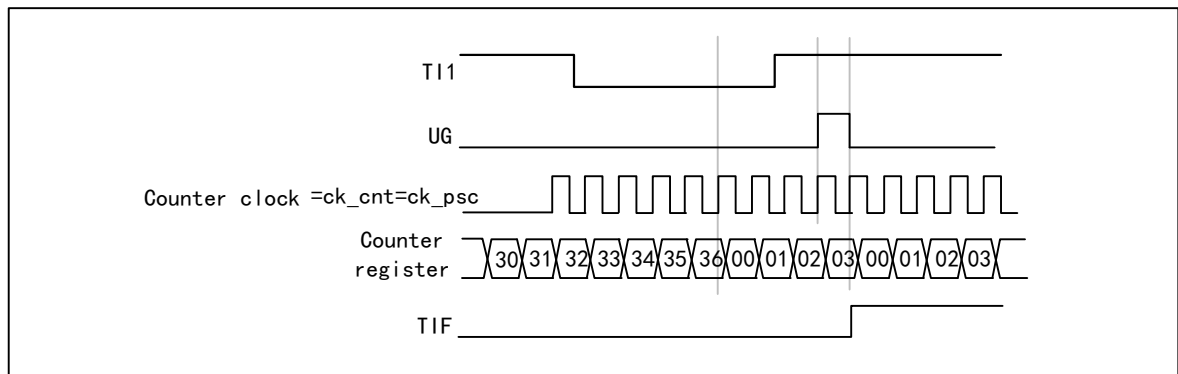 TI1
UG
Counter clock =ck_cnt=ck_psc
Counter
register
30 31 32 33 34 35 36 00 01 02 03 00 01 02 03
TIF